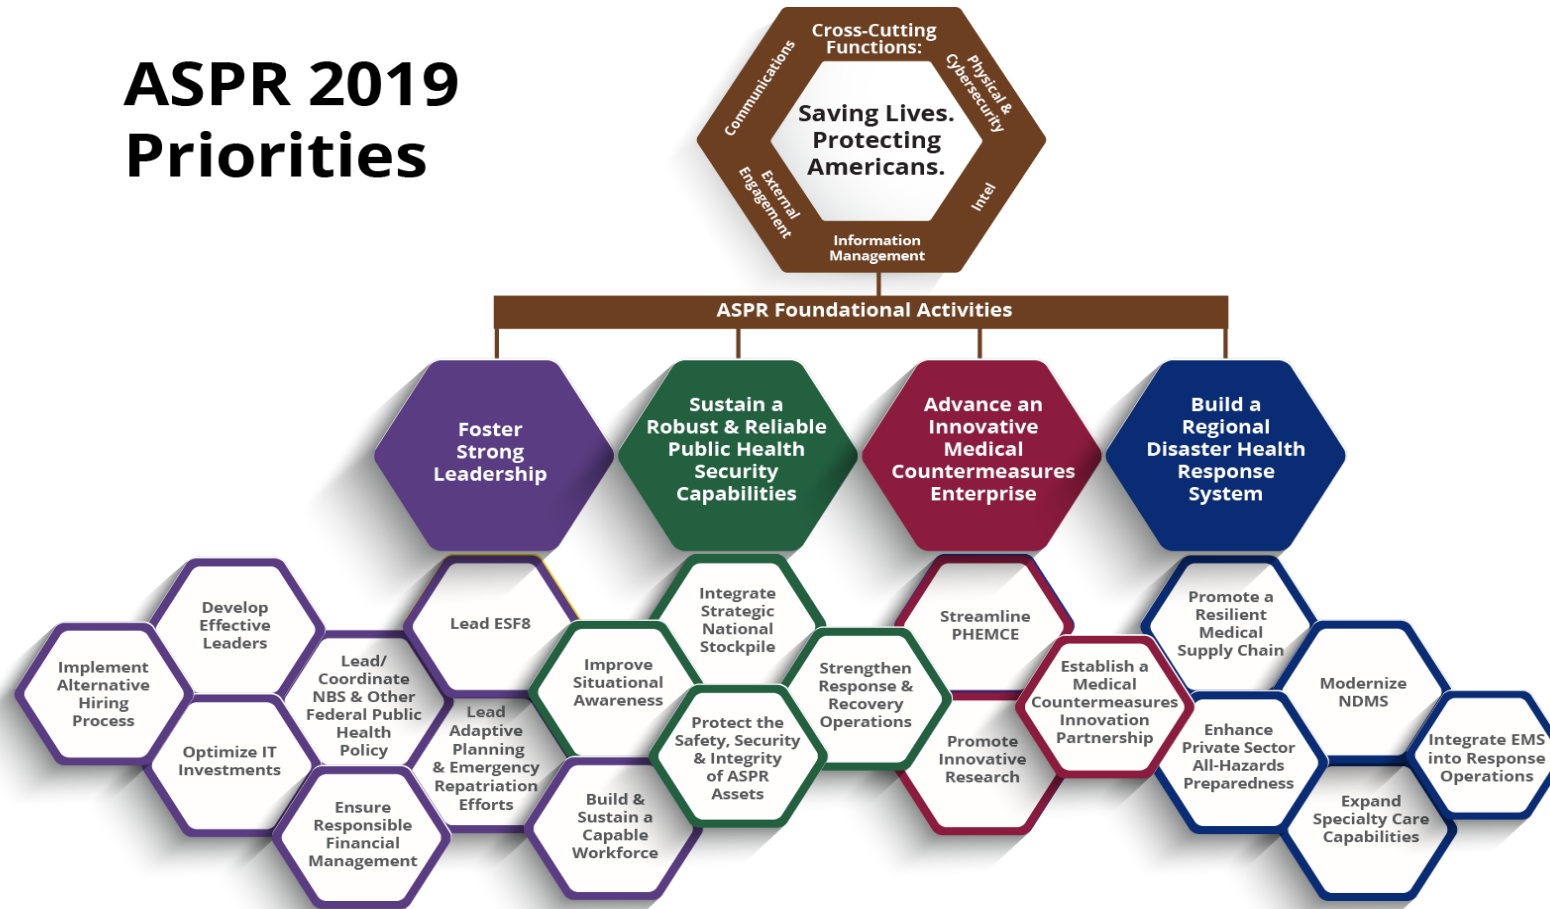 ASPR 2019
Priorities
Cross-Cutting
Functions:
Communications
Physical &
Cybersecurity
Saving Lives.
Protecting
Americans.
External
Engagement
Intel
Information
Management
ASPR Foundational Activities
Foster
Strong
Leadership
Sustain a
Robust & Reliable
Public Health
Security
Capabilities
Advance an
Innovative
Medical
Countermeasures
Enterprise
Build a
Regional
Disaster Health
Response
System
Implement
Alternative
Hiring
Process
Develop
Effective
Leaders
Optimize IT
Investments
Lead/
Coordinate
NBS & Other
Federal Public
Health
Policy
Ensure
Responsible
Financial
Management
Lead ESF8
Lead
Adaptive
Planning
& Emergency
Repatriation
Efforts
Build &
Sustain a
Capable
Workforce
Improve
Situational
Awareness
Integrate
Strategic
National
Stockpile
Protect the
Safety, Security
& Integrity
of ASPR
Assets
Strengthen
Response &
Recovery
Operations
Streamline
PHEMCE
Promote
Innovative
Research
Establish a
Medical
Countermeasures
Innovation
Partnership
Promote a
Resilient
Medical
Supply Chain
Enhance
Private Sector
All-Hazards
Preparedness
Modernize
NDMS
Expand
Specialty Care
Capabilities
Integrate EMS
into Response
Operations